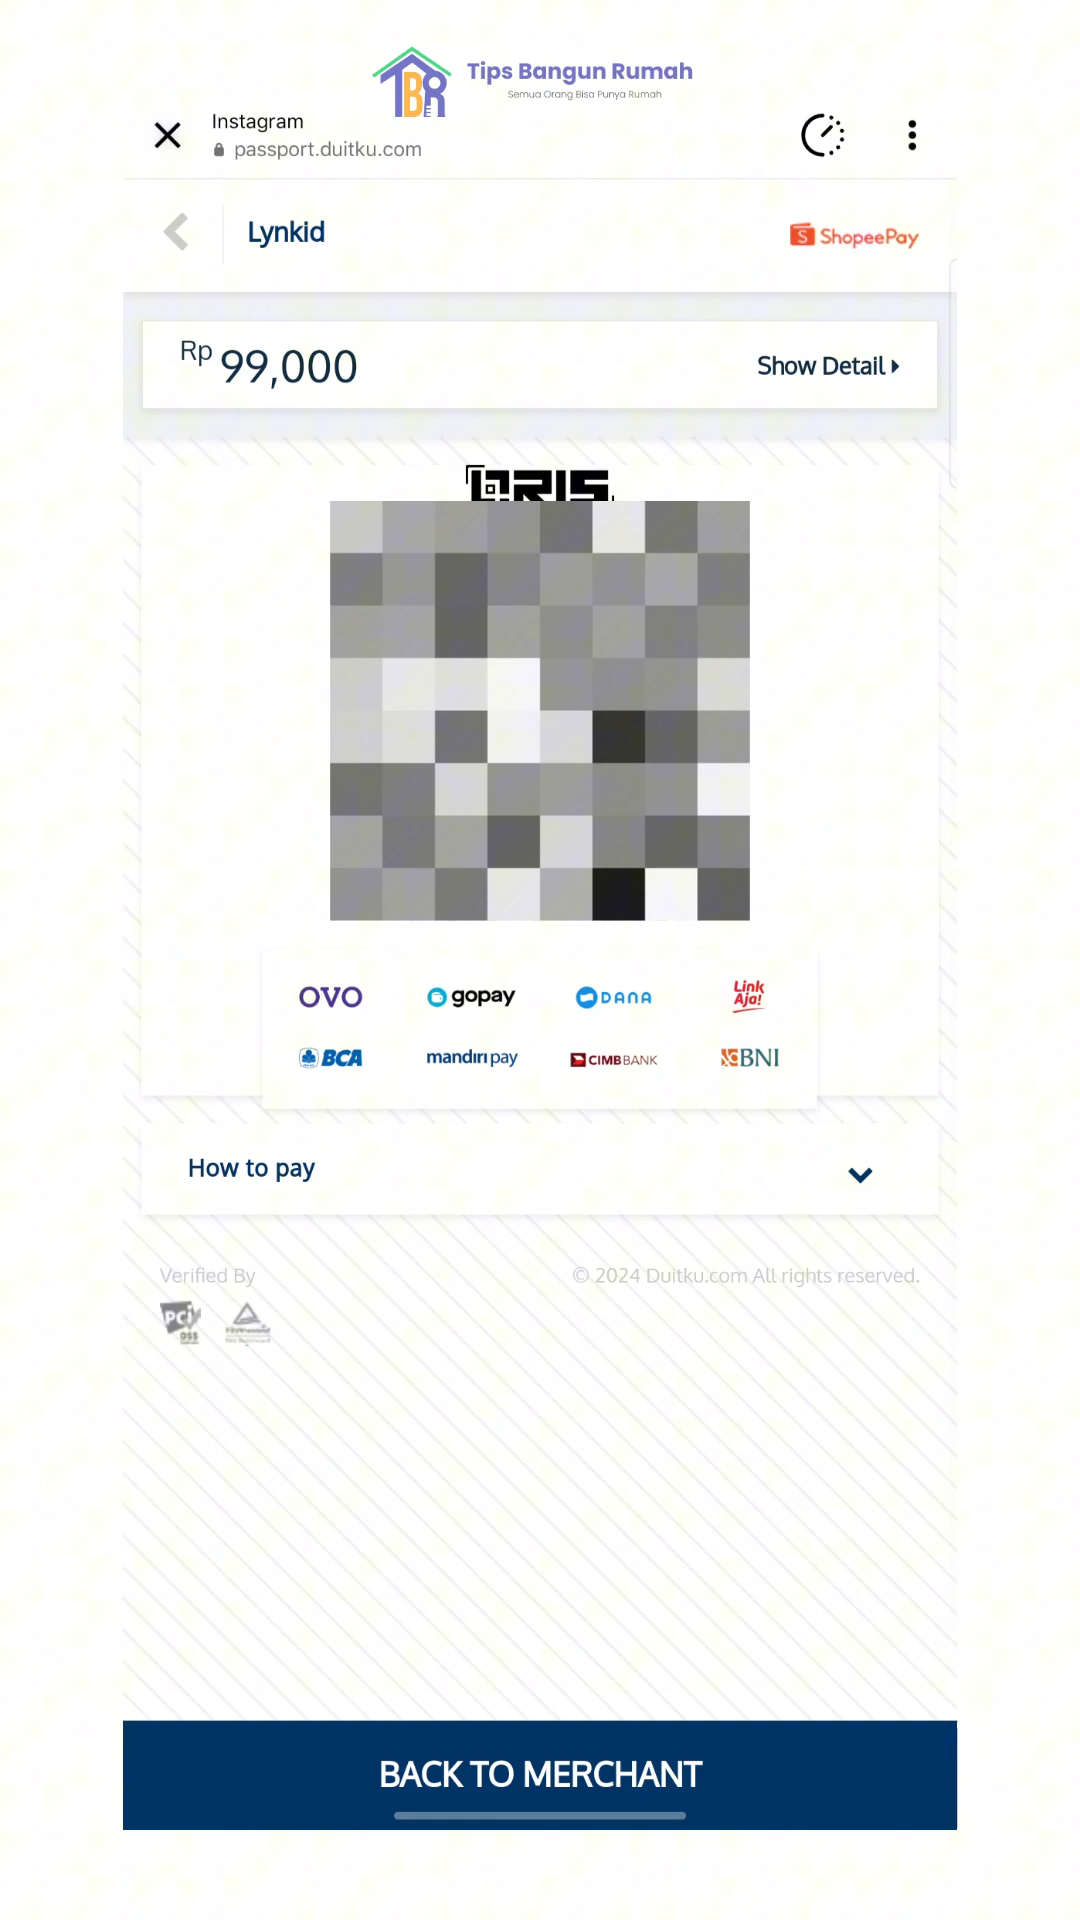 Tips Bangun Rumah
Semua Orang Bisa Punya Rumah
Instagram
passport.duitku.com
Lynkid
ShopeePay
Rp 99,000
Show Detail
QRIS
OVO
gopay
DANA
Link Aja!
BCA
mandiri pay
CIMB BANK
BNI
How to pay
Verified By
© 2024 Duitku.com All rights reserved.
PCI
DSS
BACK TO MERCHANT